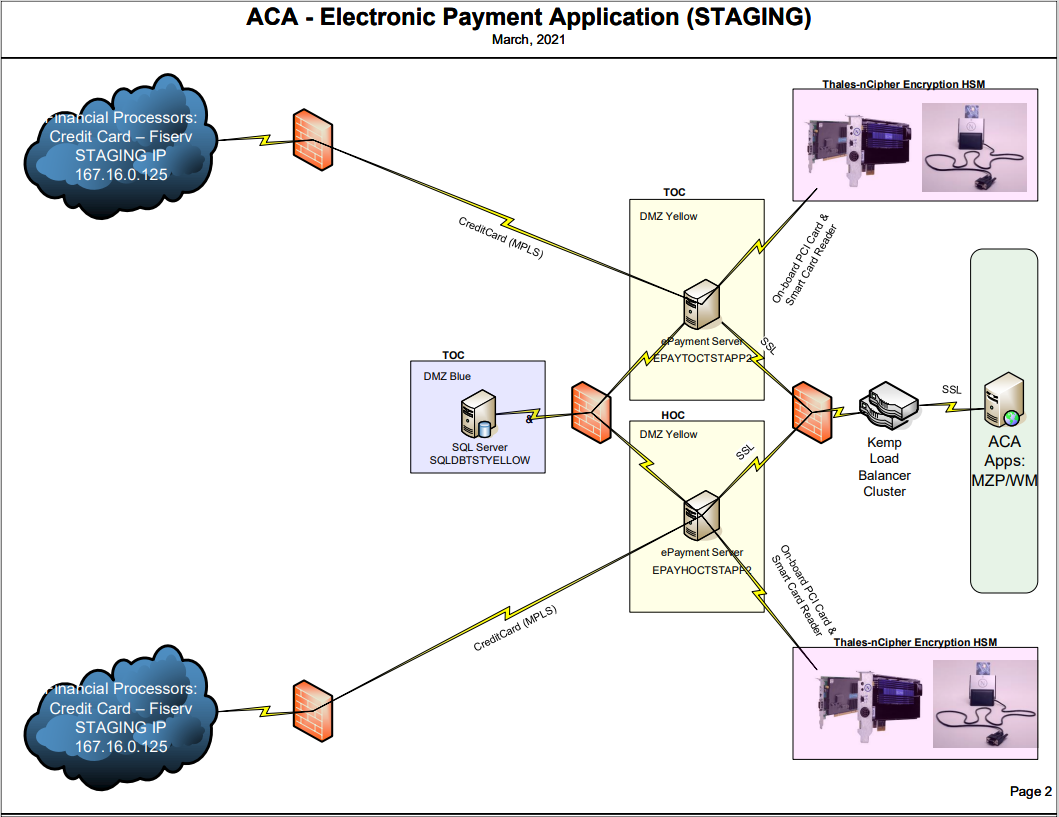 ACA - Electronic Payment Application (STAGING)
March, 2021
Financial Processors:
Credit Card – Fiserv
STAGING IP
167.16.0.125
Thales-nCipher Encryption HSM
On-board PCI Card &
Smart Card Reader
CreditCard (MPLS)
TOC
DMZ Yellow
ePayment Server
EPAYTOCTSTAPP2
SSL
TOC
DMZ Blue
&
SQL Server
SQLDBTSTYELLOW
HOC
DMZ Yellow
SSL
ePayment Server
EPAYHOCTSTAPP2
Kemp
Load
Balancer
Cluster
SSL
ACA
Apps:
MZP/WM
CreditCard (MPLS)
On-board PCI Card &
Smart Card Reader
Thales-nCipher Encryption HSM
Financial Processors:
Credit Card – Fiserv
STAGING IP
167.16.0.125
Page 2